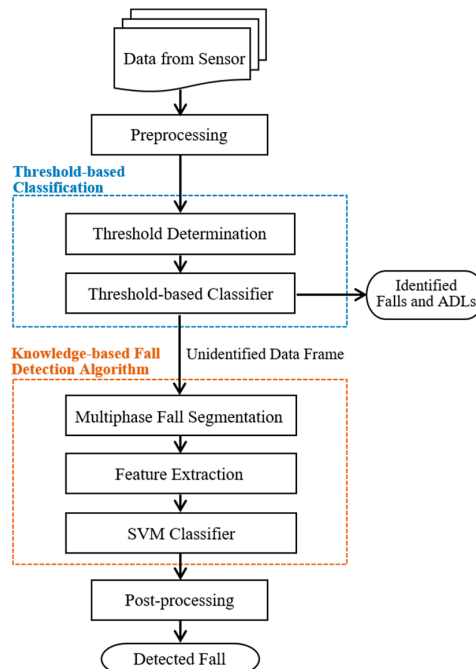 Data from Sensor
Preprocessing
Threshold-based
Classification
Threshold Determination
Threshold-based Classifier
Identified
Falls and ADLs
Unidentified Data Frame
Knowledge-based Fall
Detection Algorithm
Multiphase Fall Segmentation
Feature Extraction
SVM Classifier
Post-processing
Detected Fall